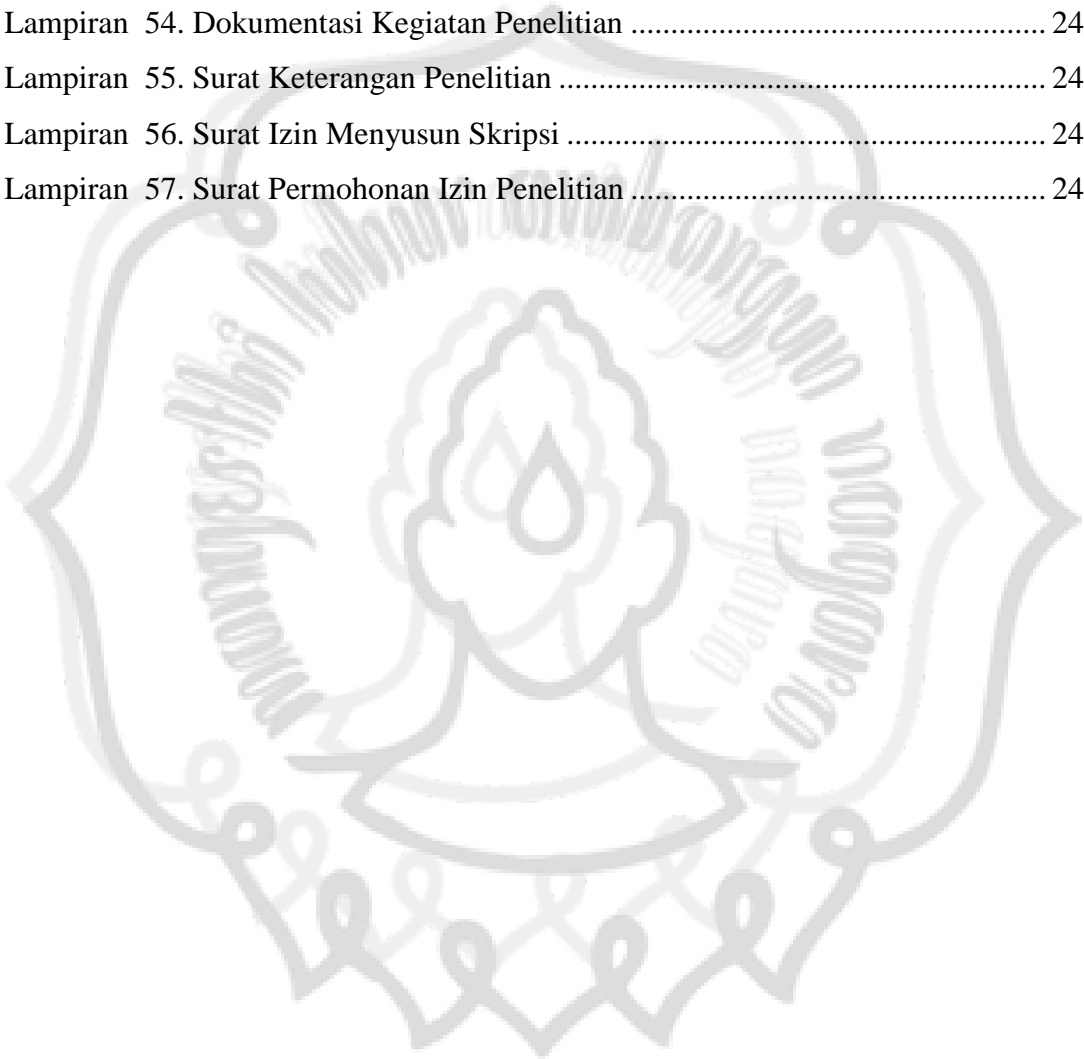 Lampiran  54. Dokumentasi Kegiatan Penelitian ................................................... 24
Lampiran  55. Surat Keterangan Penelitian ............................................................ 24
Lampiran  56. Surat Izin Menyusun Skripsi ........................................................... 24
Lampiran  57. Surat Permohonan Izin Penelitian ................................................... 24